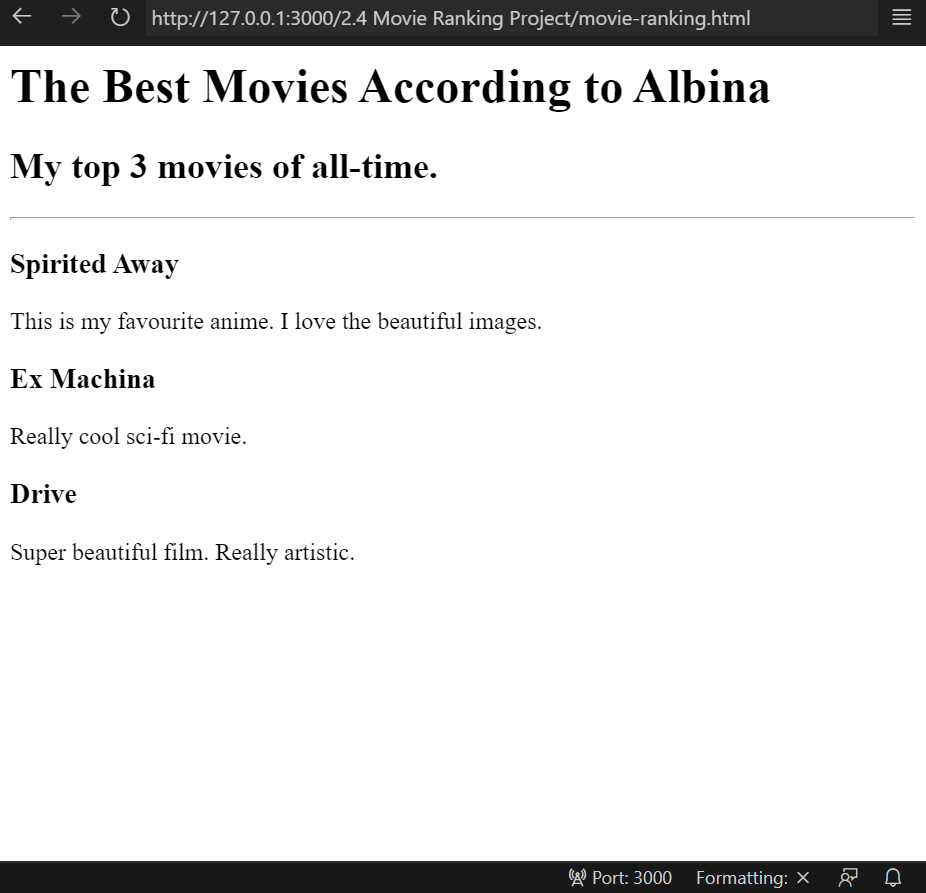 http://127.0.0.1:3000/2.4 Movie Ranking Project/movie-ranking.html
The Best Movies According to Albina
My top 3 movies of all-time.
Spirited Away
This is my favourite anime. I love the beautiful images.
Ex Machina
Really cool sci-fi movie.
Drive
Super beautiful film. Really artistic.
Port: 3000 Formatting: ×